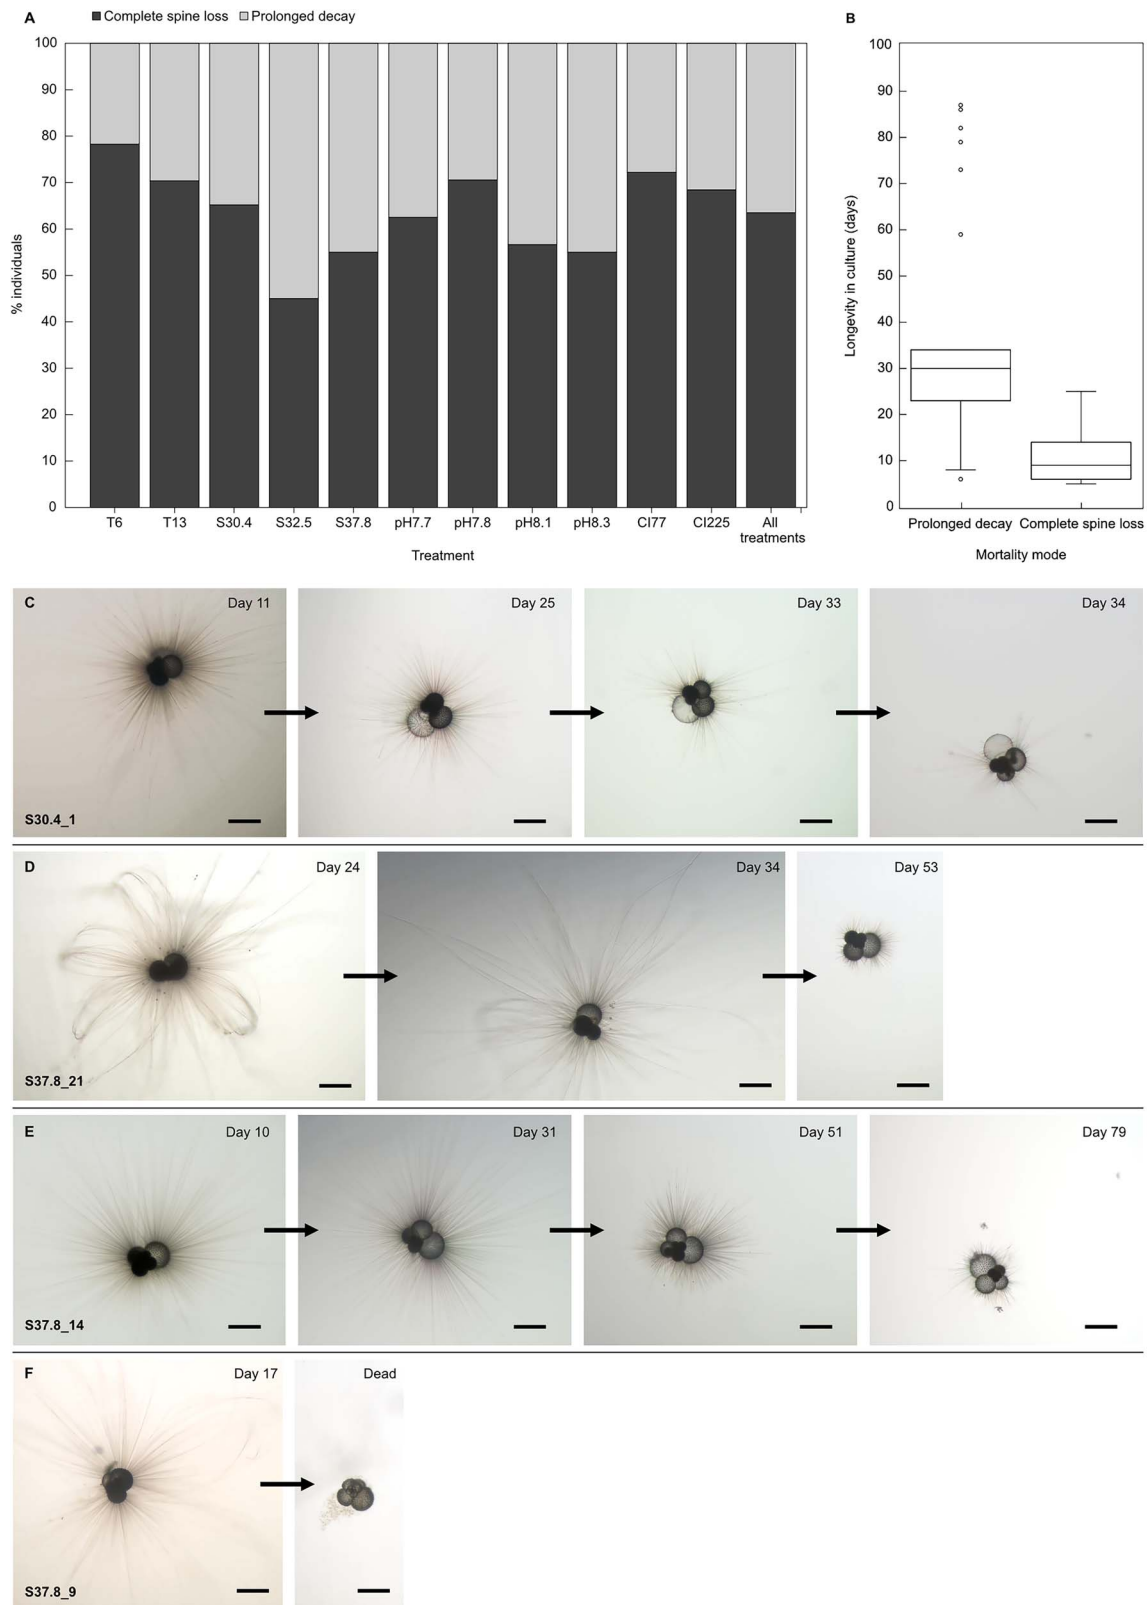 A
Complete spine loss
Prolonged decay
100
90
80
70
60
50
40
30
20
10
0
% individuals
T6
T13
S30.4
S32.5
S37.8
pH7.7
pH7.8
pH8.1
pH8.3
CI77
CI225
All
treatments
Treatment
B
100
90
80
70
60
50
40
30
20
10
0
Longevity in culture (days)
Prolonged decay
Complete spine loss
Mortality mode
C
Day 11
Day 25
Day 33
Day 34
S30.4_1
D
Day 24
Day 34
Day 53
S37.8_21
E
Day 10
Day 31
Day 51
Day 79
S37.8_14
F
Day 17
Dead
S37.8_9